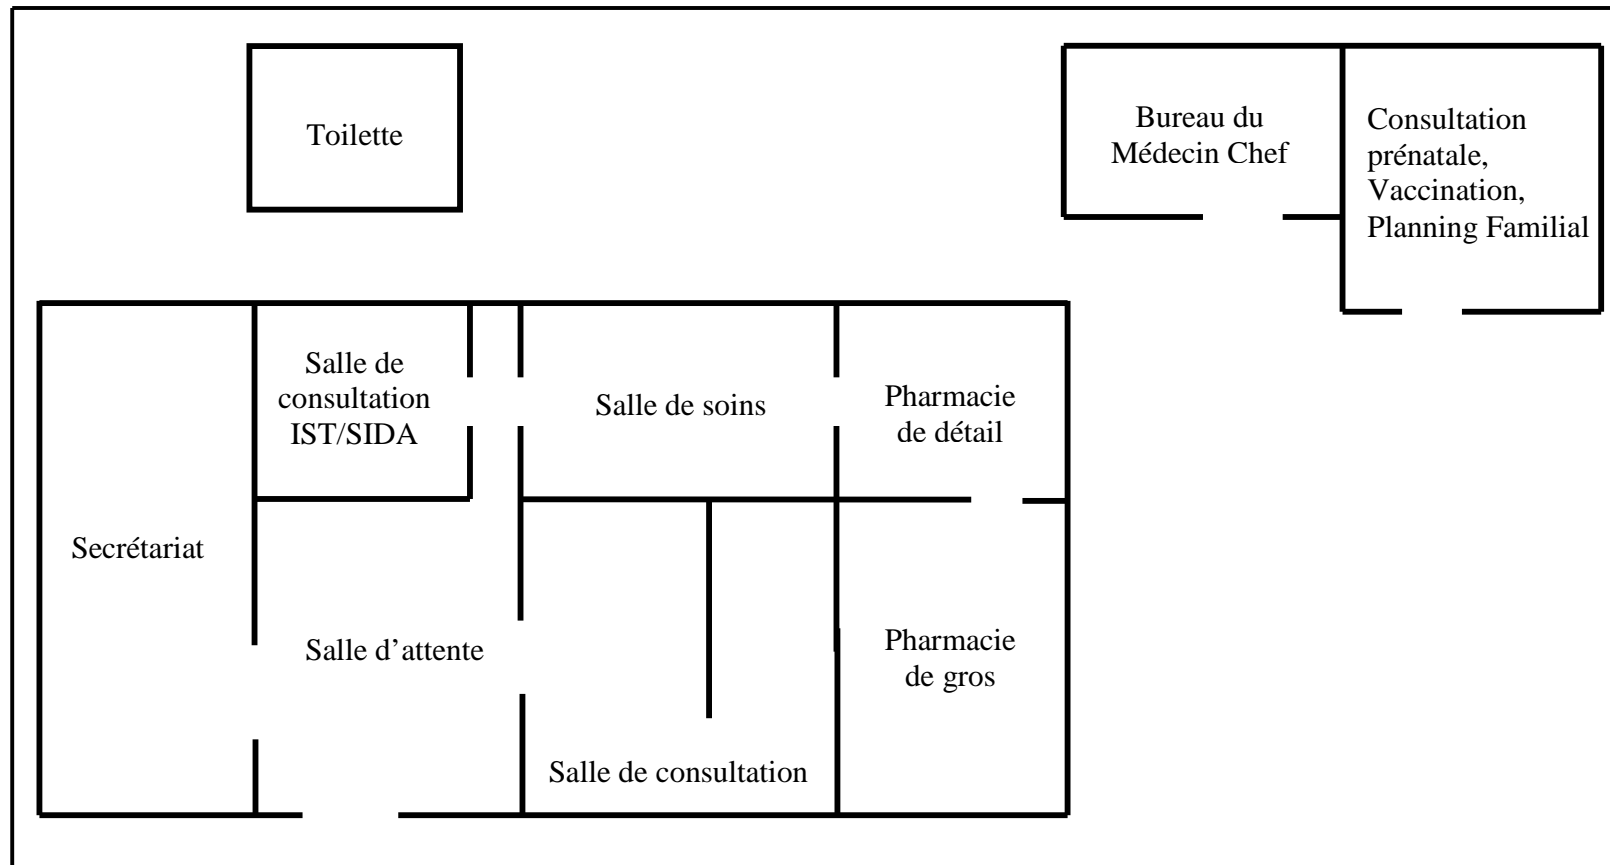 Toilette
Bureau du
Médecin Chef
Consultation
prénatale,
Vaccination,
Planning Familial
Salle de
consultation
IST/SIDA
Salle de soins
Pharmacie
de détail
Secrétariat
Salle d’attente
Pharmacie
de gros
Salle de consultation